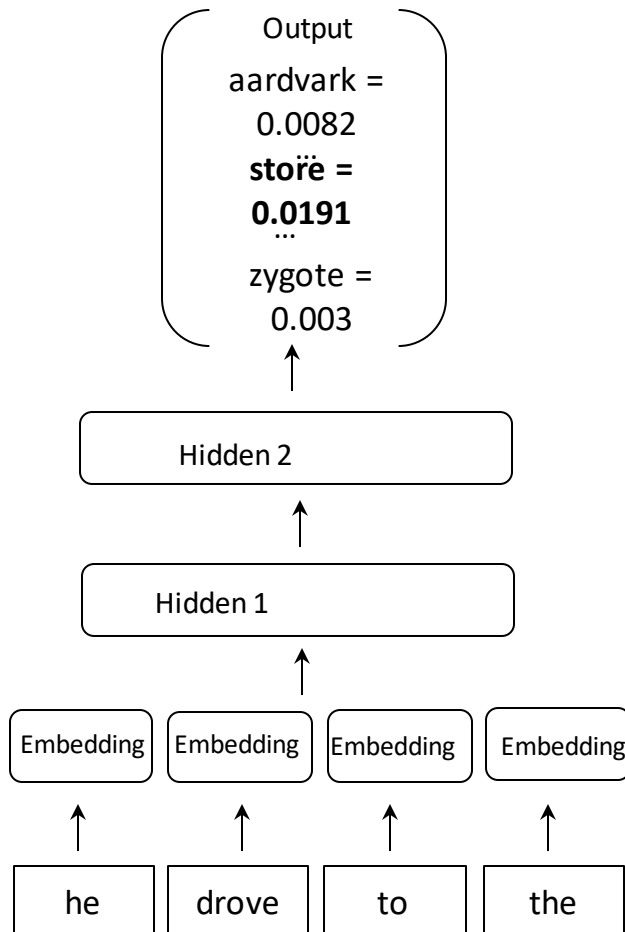 Output
aardvark =
0.0082
...
store =
0.0191
...
zygote =
0.003
Hidden 2
Hidden 1
Embedding Embedding Embedding Embedding
he drove to the